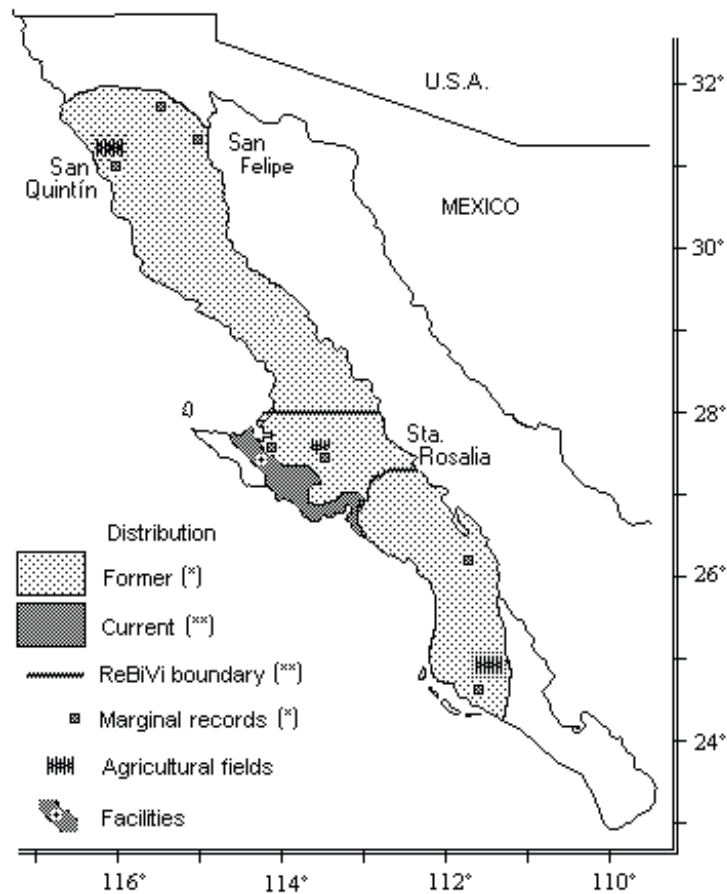 U.S.A.
32°
San
Felipe
San
Quintín
MEXICO
30°
28°
Sta.
Rosalia
Distribution
Former (*)
26°
Current (**)
ReBiVi boundary (**)
Marginal records (*)
Agricultural fields
24°
Facilities
116°
114°
112°
110°